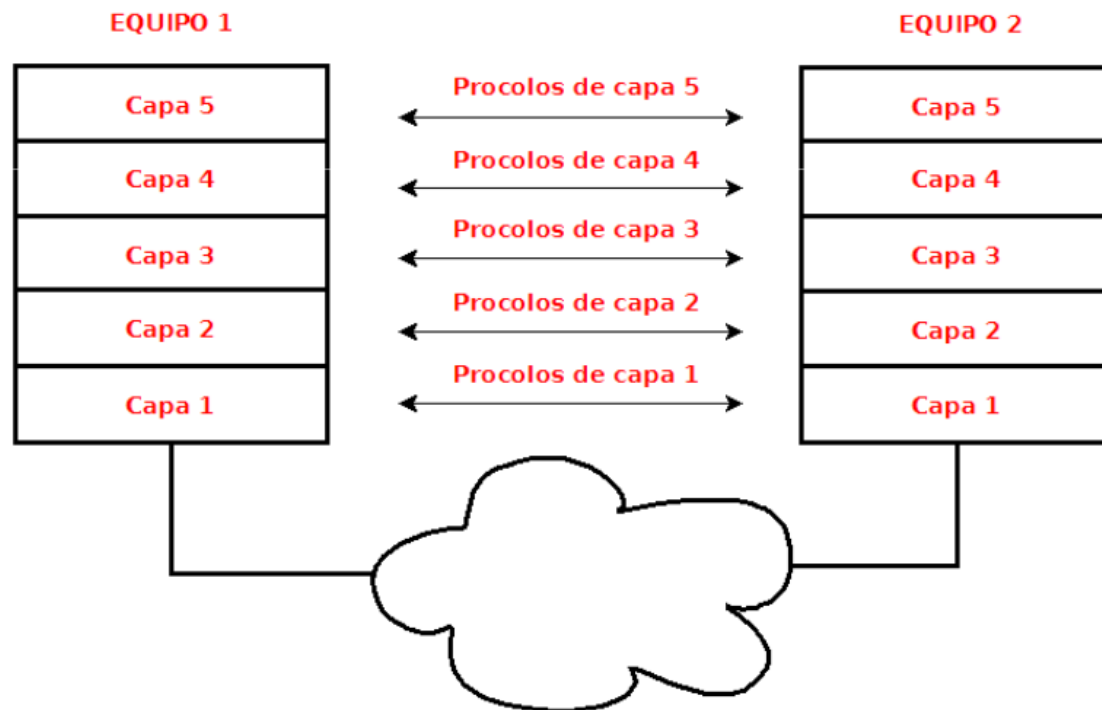 EQUIPO 1
EQUIPO 2
Capa 5
Procolos de capa 5
Capa 5
Capa 4
Procolos de capa 4
Capa 4
Capa 3
Procolos de capa 3
Capa 3
Capa 2
Procolos de capa 2
Capa 2
Capa 1
Procolos de capa 1
Capa 1